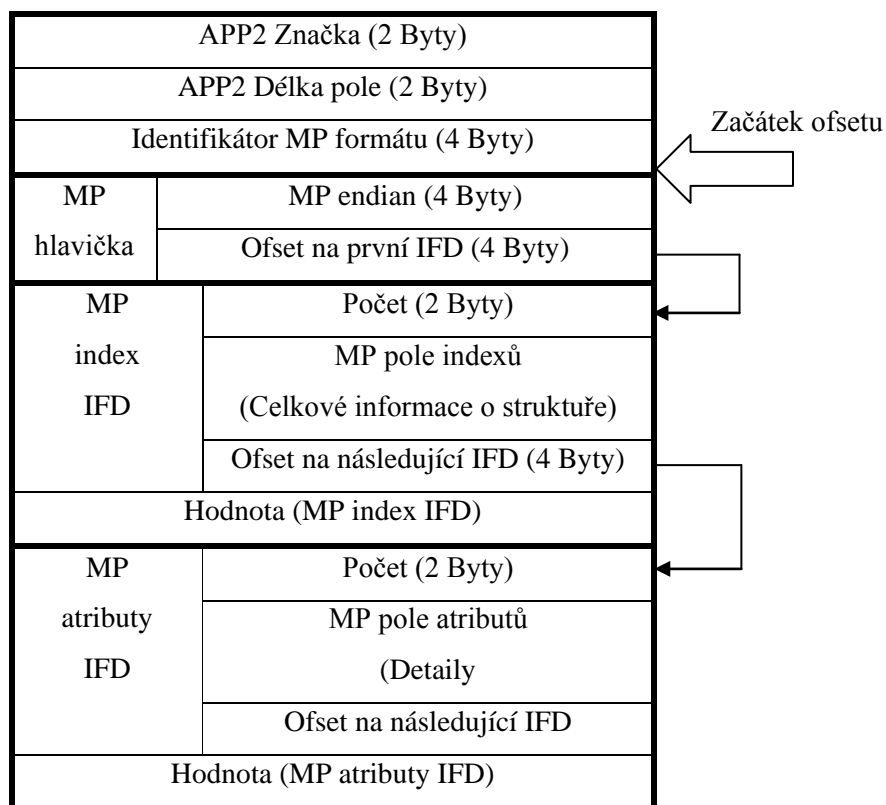 APP2 Značka (2 Byty)
APP2 Délka pole (2 Byty)
Identifikátor MP formátu (4 Byty)
Začátek ofsetu
MP
hlavička
MP endian (4 Byty)
Ofset na první IFD (4 Byty)
MP
index
IFD
Počet (2 Byty)
MP pole indexů
(Celkové informace o struktuře)
Ofset na následující IFD (4 Byty)
Hodnota (MP index IFD)
MP
atributy
IFD
Počet (2 Byty)
MP pole atributů
(Detaily
Ofset na následující IFD
Hodnota (MP atributy IFD)